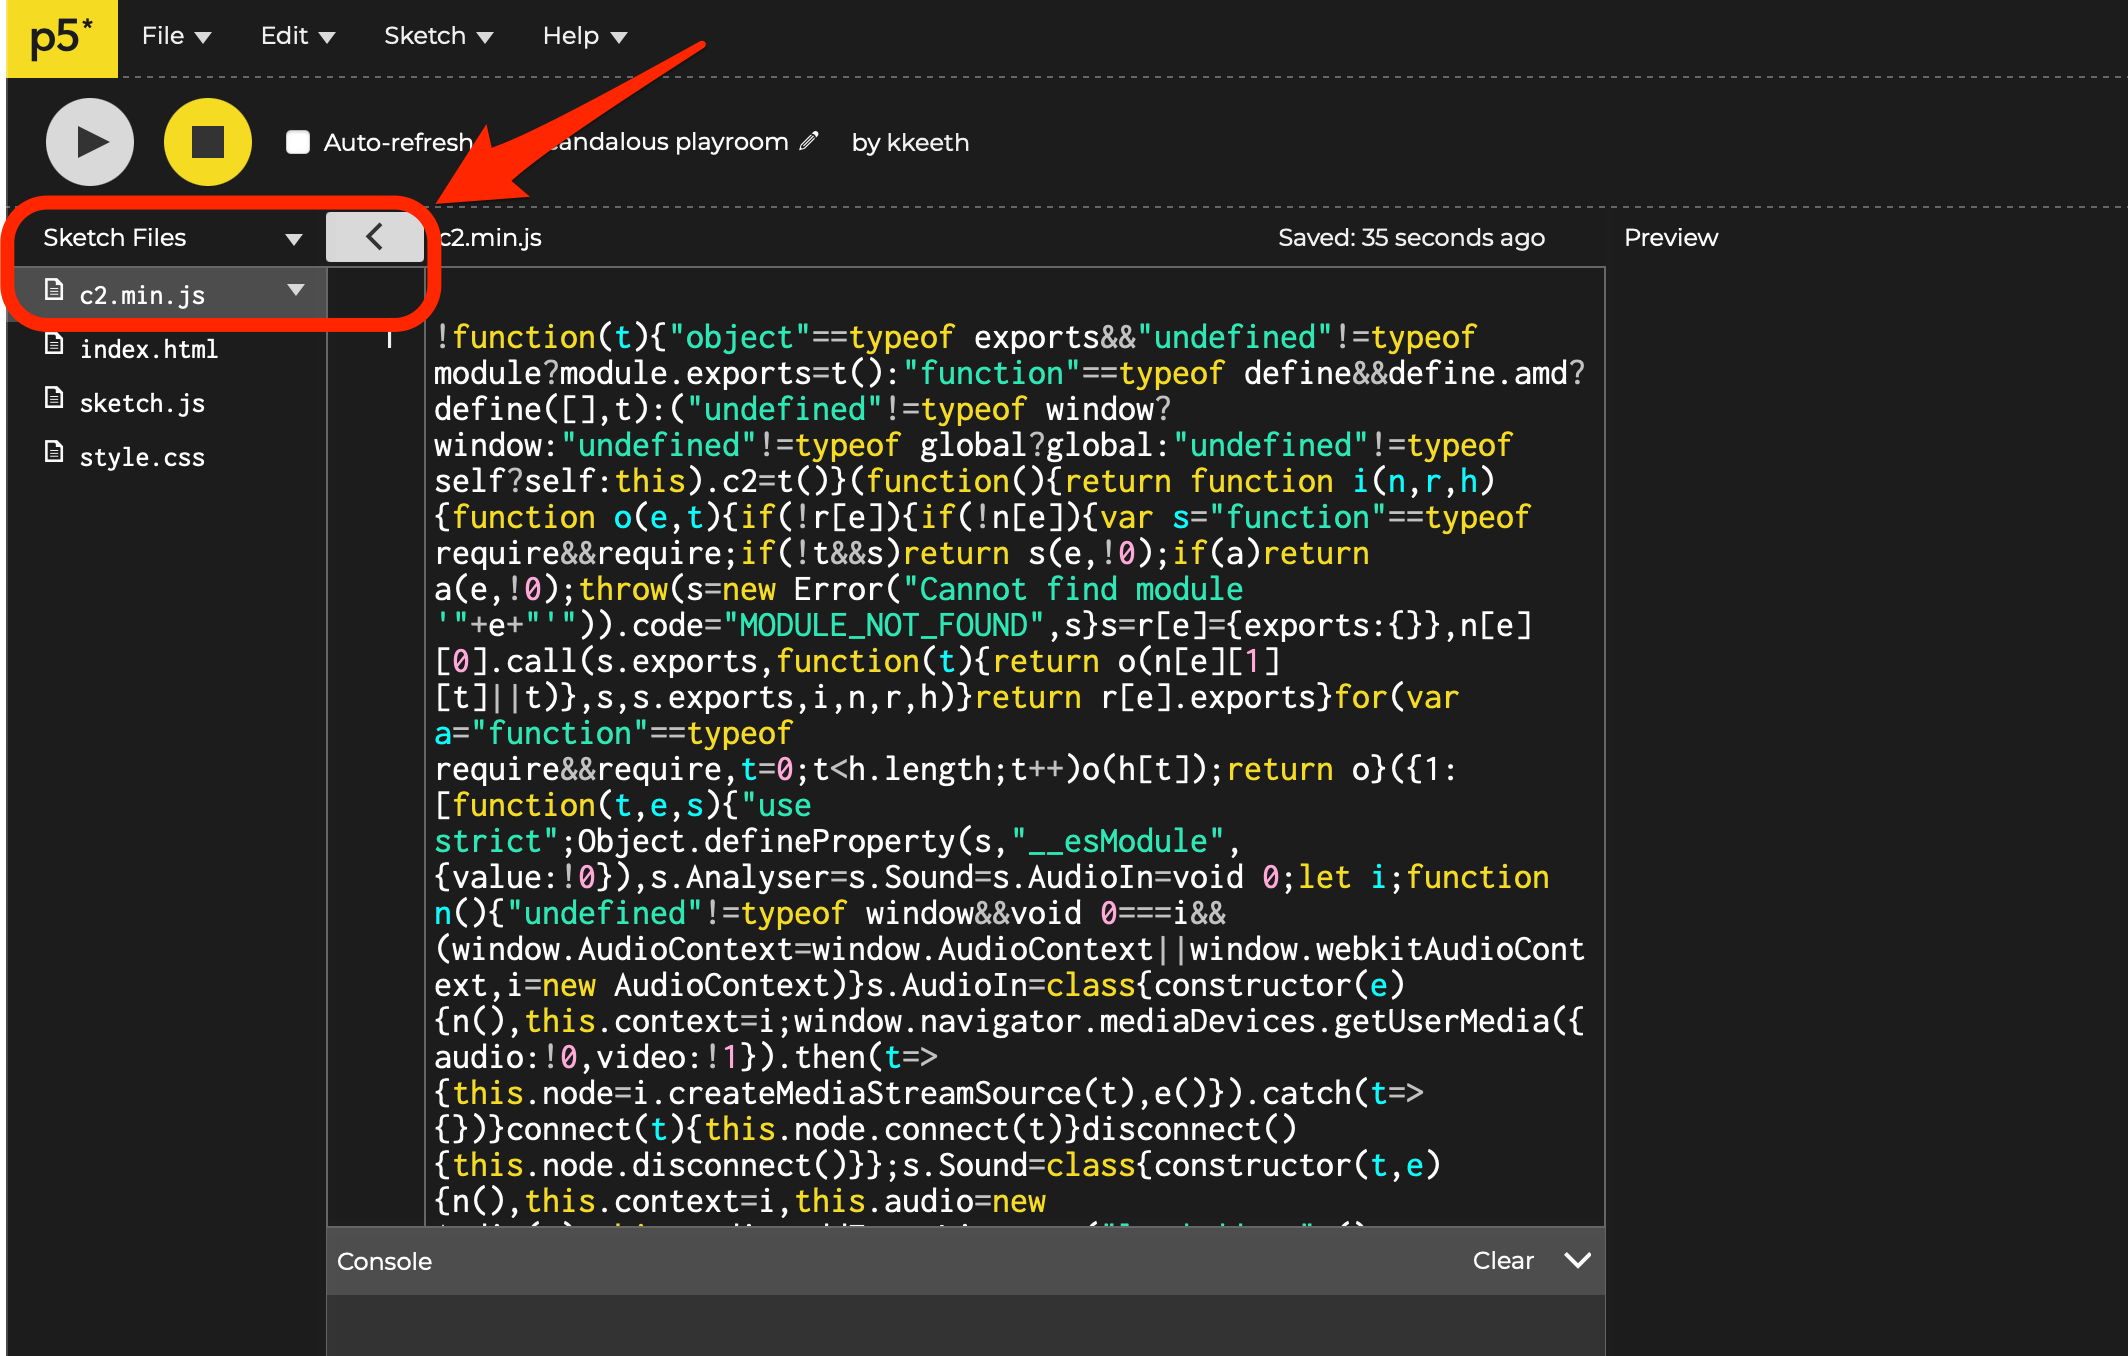 p5*
File
Edit
Sketch
Help
Auto-refresh
andalous playroom
by kkeeth
Sketch Files
c2.min.js
Saved: 35 seconds ago
Preview
c2.min.js
index.html
sketch.js
style.css
!function(t){"object"==typeof exports&&"undefined"!=typeof
module?module.exports=t():"function"==typeof define&&define.amd?
define([],t):("undefined"!=typeof window?
window:"undefined"!=typeof global?global:"undefined"!=typeof
self?self:this).c2=t()}(function(){return function i(n,r,h)
{function o(e,t){if(!r[e]){if(!n[e]){var s="function"==typeof
require&&require;if(!t&&s)return s(e,!0);if(a)return
a(e,!0);throw(s=new Error("Cannot find module
'"+e+"'")).code="MODULE_NOT_FOUND",s}s=r[e]={exports:{}},n[e]
[0].call(s.exports,function(t){return o(n[e][1]
[t]||t)},s,s.exports,i,n,r,h)}return r[e].exports}for(var
a="function"==typeof
require&&require,t=0;t<h.length;t++)o(h[t]);return o}({1:
[function(t,e,s){"use
strict";Object.defineProperty(s,"__esModule",
{value:!0}),s.Analyser=s.Sound=s.AudioIn=void 0;let i;function
n(){"undefined"!=typeof window&&void 0===i&&
(window.AudioContext=window.AudioContext||window.webkitAudioCont
ext,i=new AudioContext)}s.AudioIn=class{constructor(e)
{n(),this.context=i;window.navigator.mediaDevices.getUserMedia({
audio:!0,video:!1}).then(t=>
{this.node=i.createMediaStreamSource(t),e()}).catch(t=>
{})}connect(t){this.node.connect(t)}disconnect()
{this.node.disconnect()}};s.Sound=class{constructor(t,e)
{n(),this.context=i,this.audio=new
Console
Clear